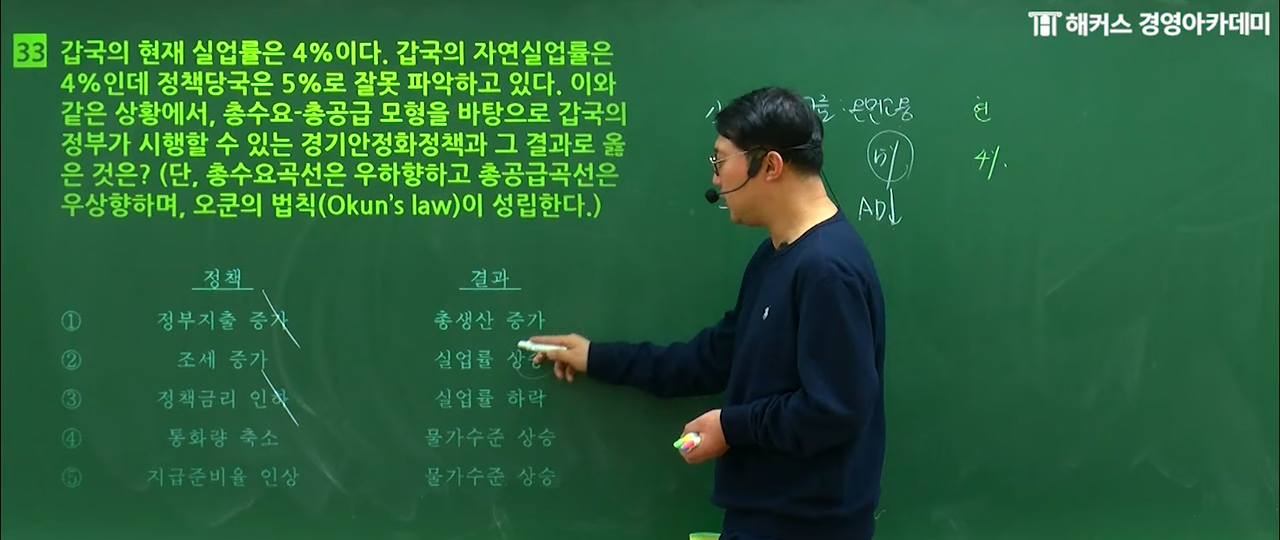 해커스 경영아카데미
33 갑국의 현재 실업률은 4%이다. 갑국의 자연실업률은
4%인데 정책당국은 5%로 잘못 파악하고 있다. 이와
같은 상황에서, 총수요-총공급 모형을 바탕으로 갑국의
정부가 시행할 수 있는 경기안정화정책과 그 결과로 옳
은 것은? (단, 총수요곡선은 우하향하고 총공급곡선은
우상향하며, 오쿤의 법칙(Okun's law)이 성립한다.)
정책 결과
① 정부지출 증가 총생산 증가
② 조세 증가 실업률 상승
③ 정책금리 인하 실업률 하락
④ 통화량 축소 물가수준 상승
⑤ 지급준비율 인상 물가수준 상승
현
5% 4%.
AD↓